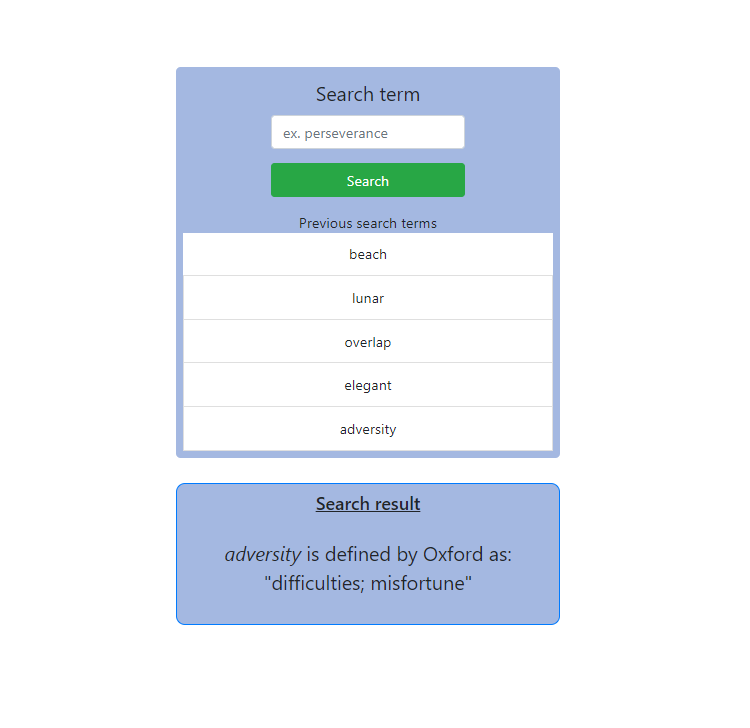 Search term
ex. perseverance
Search
Previous search terms
beach
lunar
overlap
elegant
adversity
Search result
adversity is defined by Oxford as:
"difficulties; misfortune"